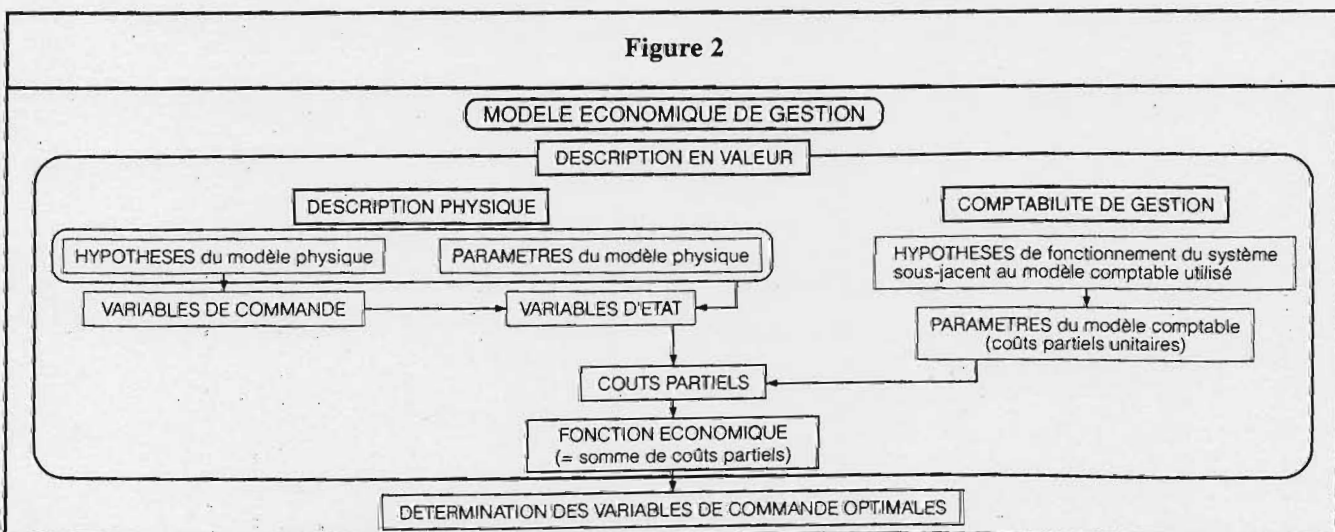 Figure 2
MODELE ECONOMIQUE DE GESTION
DESCRIPTION EN VALEUR
DESCRIPTION PHYSIQUE
COMPTABILITE DE GESTION
HYPOTHESES du modèle physique
PARAMETRES du modèle physique
HYPOTHESES de fonctionnement du système
sous-jacent au modèle comptable utilisé
VARIABLES DE COMMANDE
VARIABLES D'ETAT
PARAMETRES du modèle comptable
(coûts partiels unitaires)
COUTS PARTIELS
FONCTION ECONOMIQUE
(= somme de coûts partiels)
DETERMINATION DES VARIABLES DE COMMANDE OPTIMALES